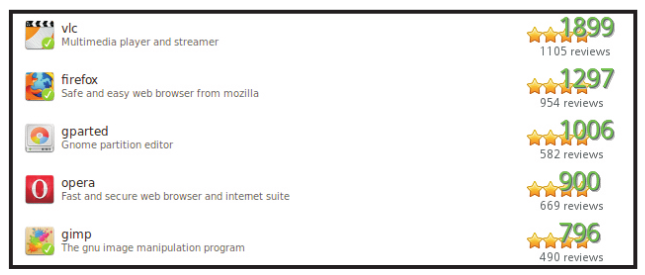 vlc
1899
Multimedia player and streamer
1105 reviews
firefox
1297
Safe and easy web browser from mozilla
954 reviews
gparted
1006
Gnome partition editor
582 reviews
opera
900
Fast and secure web browser and internet suite
669 reviews
gimp
796
The gnu image manipulation program
490 reviews